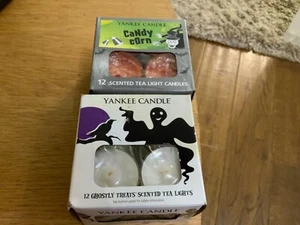 YANKEE CANDLE
CaNdy
cORN
12 SCENTED TEA LIGHT CANDLES
YANKEE CANDLE
12 GHOSTLY TREATS SCENTED TEA LIGHTS